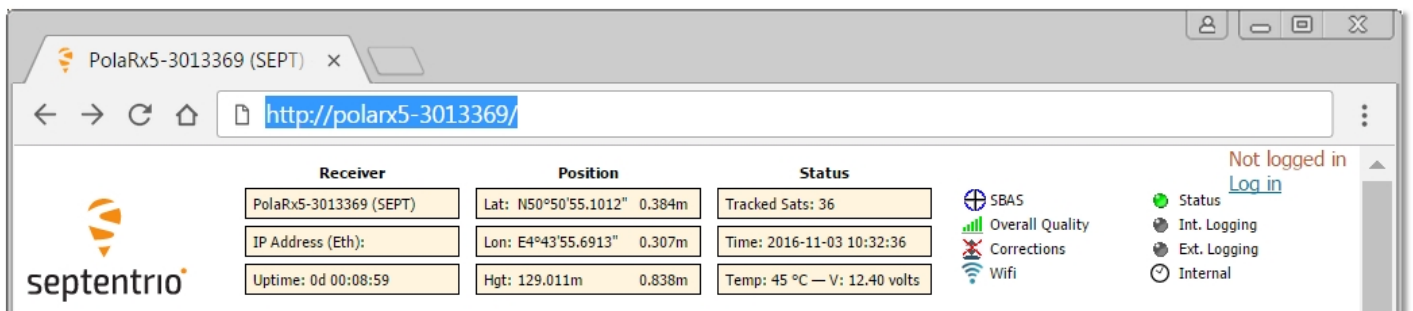 PolaRx5-3013369 (SEPT)
http://polarx5-3013369/
Not logged in
Log in
septentrio
Receiver
PolaRx5-3013369 (SEPT)
IP Address (Eth):
Uptime: 0d 00:08:59
Position
Lat: N50°50'55.1012" 0.384m
Lon: E4°43'55.6913" 0.307m
Hgt: 129.011m 0.838m
Status
Tracked Sats: 36
Time: 2016-11-03 10:32:36
Temp: 45 °C — V: 12.40 volts
SBAS
Overall Quality
Corrections
Wifi
Status
Int. Logging
Ext. Logging
Internal